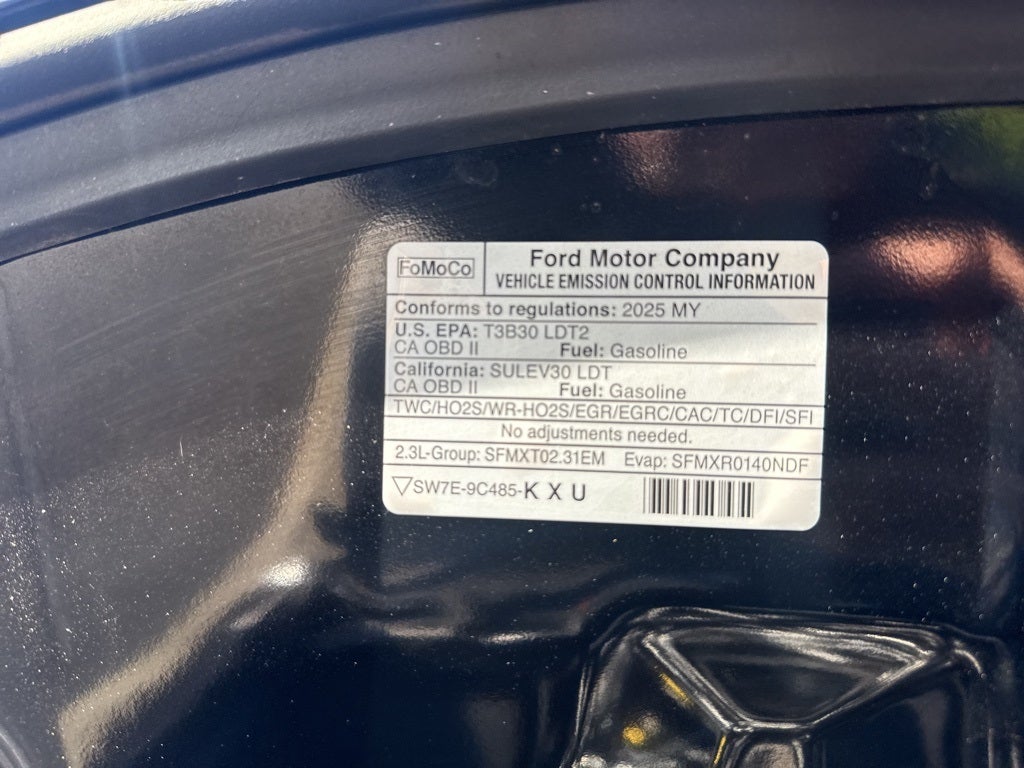 FoMoCo
Ford Motor Company
VEHICLE EMISSION CONTROL INFORMATION
Conforms to regulations: 2025 MY
U.S. EPA: T3B30 LDT2
CA OBD II Fuel: Gasoline
California: SULEV30 LDT
CA OBD II Fuel: Gasoline
TWC/HO2S/WR-HO2S/EGR/EGRC/CAC/TC/DFI/SFI
No adjustments needed.
2.3L-Group: SFMXT02.31EM Evap: SFMXR0140NDF
▽SW7E-9C485-K X U